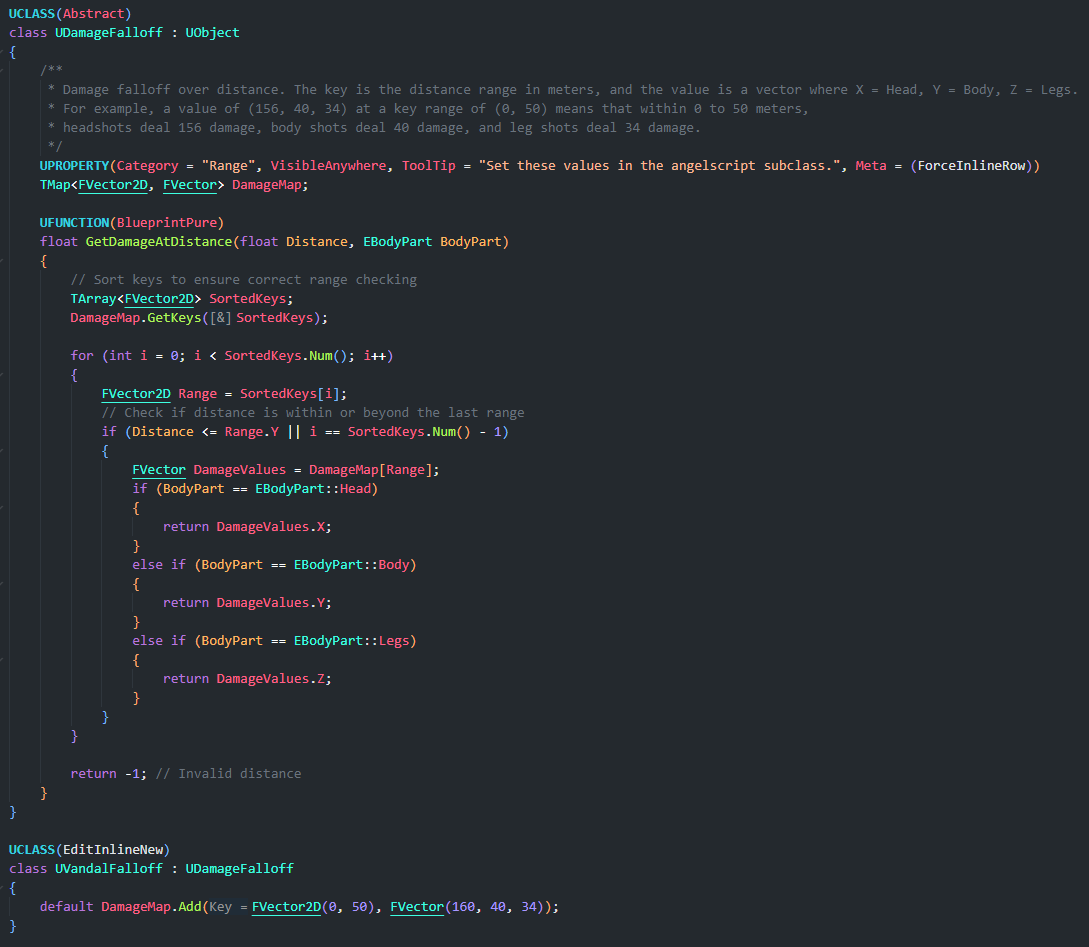 UCLASS(Abstract)
class UDamageFalloff : UObject
{
    /**
     * Damage falloff over distance. The key is the distance range in meters, and the value is a vector where X = Head, Y = Body, Z = Legs.
     * For example, a value of (156, 40, 34) at a key range of (0, 50) means that within 0 to 50 meters,
     * headshots deal 156 damage, body shots deal 40 damage, and leg shots deal 34 damage.
     */
    UPROPERTY(Category = "Range", VisibleAnywhere, ToolTip = "Set these values in the angelscript subclass.", Meta = (ForceInlineRow))
    TMap<FVector2D, FVector> DamageMap;

    UFUNCTION(BlueprintPure)
    float GetDamageAtDistance(float Distance, EBodyPart BodyPart)
    {
        // Sort keys to ensure correct range checking
        TArray<FVector2D> SortedKeys;
        DamageMap.GetKeys([&] SortedKeys);

        for (int i = 0; i < SortedKeys.Num(); i++)
        {
            FVector2D Range = SortedKeys[i];
            // Check if distance is within or beyond the last range
            if (Distance <= Range.Y || i == SortedKeys.Num() - 1)
            {
                FVector DamageValues = DamageMap[Range];
                if (BodyPart == EBodyPart::Head)
                {
                    return DamageValues.X;
                }
                else if (BodyPart == EBodyPart::Body)
                {
                    return DamageValues.Y;
                }
                else if (BodyPart == EBodyPart::Legs)
                {
                    return DamageValues.Z;
                }
            }
        }

        return -1; // Invalid distance
    }
}

UCLASS(EditInlineNew)
class UVandalFalloff : UDamageFalloff
{
    default DamageMap.Add(Key = FVector2D(0, 50), FVector(160, 40, 34));
}